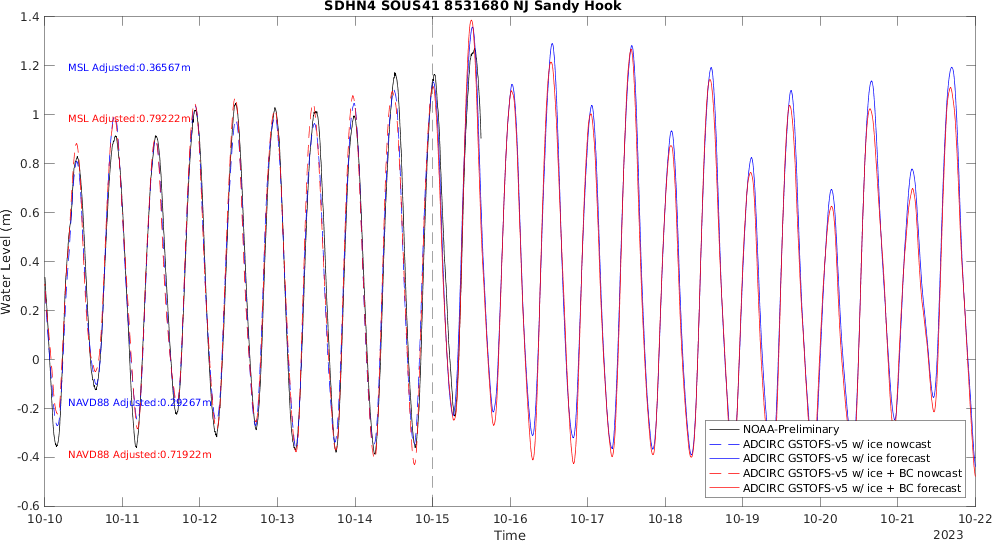 SDHN4 SOUS41 8531680 NJ Sandy Hook
1.4
1.2
1
0.8
0.6
0.4
0.2
0
-0.2
-0.4
-0.6
Water Level (m)
MSL Adjusted:0.36567m
MSL Adjusted:0.79222m
NAVD88 Adjusted:0.29267m
NAVD88 Adjusted:0.71922m
NOAA-Preliminary
ADCIRC GSTOFS-v5 w/ ice nowcast
ADCIRC GSTOFS-v5 w/ ice forecast
ADCIRC GSTOFS-v5 w/ ice + BC nowcast
ADCIRC GSTOFS-v5 w/ ice + BC forecast
10-10 10-11 10-12 10-13 10-14 10-15 10-16 10-17 10-18 10-19 10-20 10-21 10-22
Time
2023